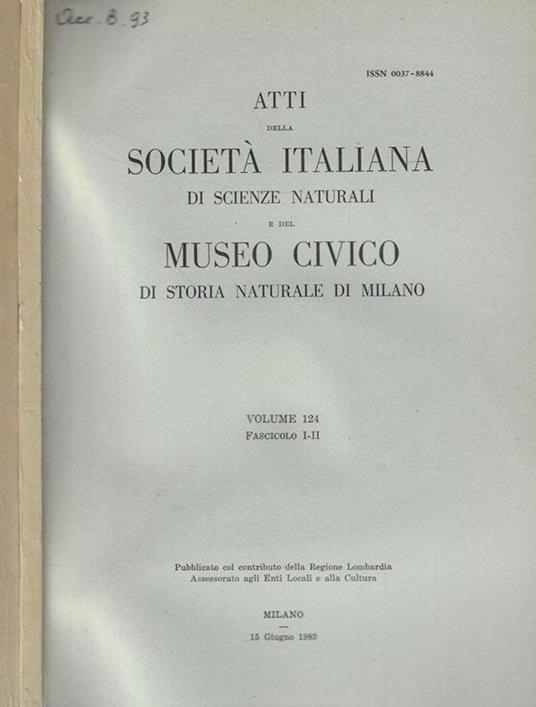 Acc. B. 93
ISSN 0037-8844
ATTI
DELLA
SOCIETÀ ITALIANA
DI SCIENZE NATURALI
E DEL
MUSEO CIVICO
DI STORIA NATURALE DI MILANO
VOLUME 124
FASCICOLO I-II
Pubblicato col contributo della Regione Lombardia
Assessorato agli Enti Locali e alla Cultura
MILANO
—
15 Giugno 1983